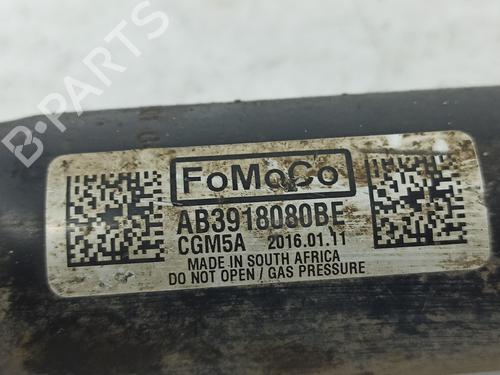 B-PARTS
FoMoCo
AB3918080BE
CGM5A 2016.01.11
MADE IN SOUTH AFRICA
DO NOT OPEN / GAS PRESSURE